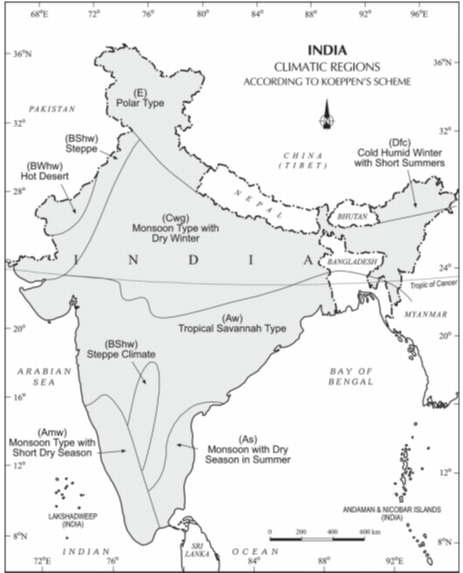 68°E 72°E 76°E 80°E 84°E 88°E 92°E 96°E
INDIA
CLIMATIC REGIONS
ACCORDING TO KOEPPEN'S SCHEME
36°N
36°N
(E)
Polar Type
PAKISTAN
N
32°N
32°N
(BShw)
Steppe
CHINA
(TIBET)
(Dfc)
Cold Humid Winter
with Short Summers
(BWhw)
Hot Desert
28°N
28°N
NEPAL
BHUTAN
(Cwg)
Monsoon Type with
Dry Winter
INDIA
BANGLADESH
24°N
24°N
Tropic of Cancer
MYANMAR
20°N
20°N
(Aw)
Tropical Savannah Type
(BShw)
Steppe Climate
ARABIAN
SEA
BAY OF
BENGAL
16°N
16°N
(Amw)
Monsoon Type with
Short Dry Season
(As)
Monsoon with Dry
Season in Summer
12°N
12°N
LAKSHADWEEP
(INDIA)
ANDAMAN & NICOBAR ISLANDS
(INDIA)
0 200 400 600 km
8°N
8°N
INDIAN OCEAN
SRI
LANKA
72°E 76°E 84°E 88°E 92°E